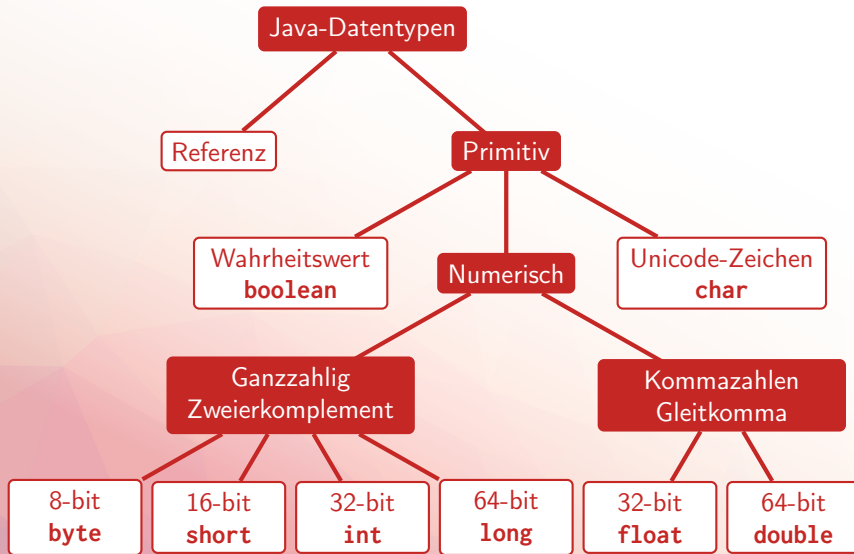 Java-Datentypen
Referenz
Primitiv
Wahrheitswert
boolean
Numerisch
Unicode-Zeichen
char
Ganzzahlig
Zweierkomplement
Kommazahlen
Gleitkomma
8-bit
byte
16-bit
short
32-bit
int
64-bit
long
32-bit
float
64-bit
double